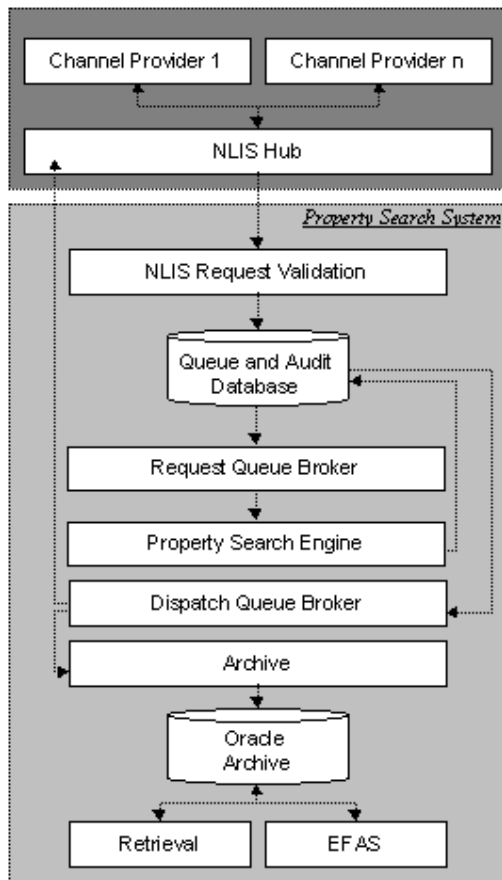 Channel Provider 1
Channel Provider n
NLIS Hub
Property Search System
NLIS Request Validation
Queue and Audit
Database
Request Queue Broker
Property Search Engine
Dispatch Queue Broker
Archive
Oracle
Archive
Retrieval
EFAS